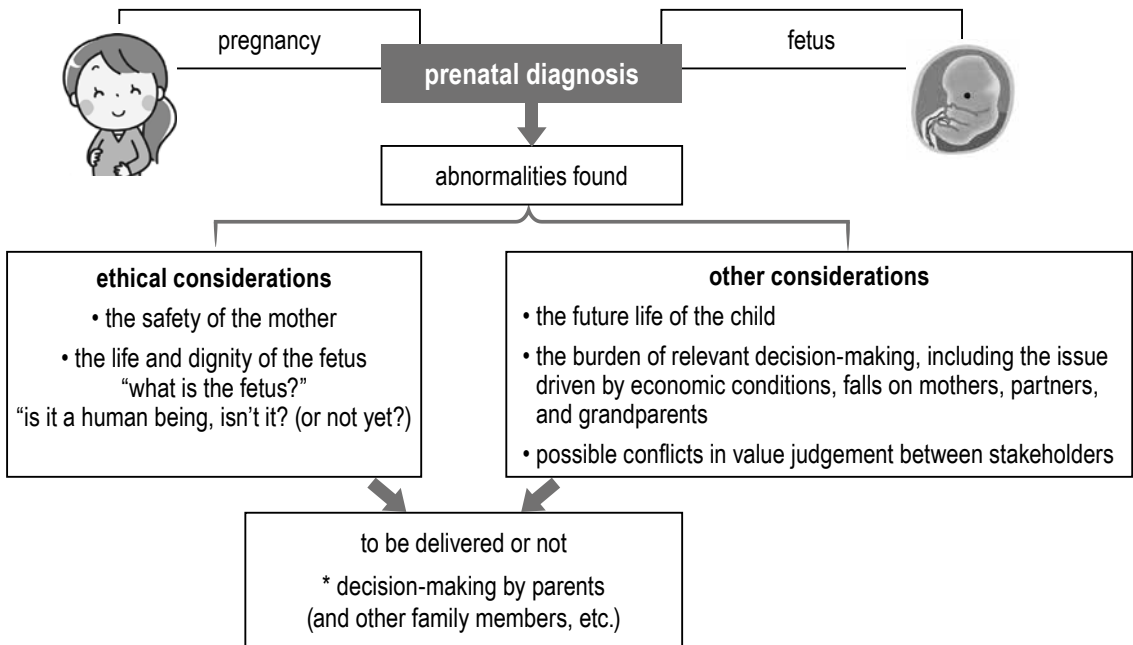 pregnancy
fetus
prenatal diagnosis
abnormalities found
ethical considerations
• the safety of the mother
• the life and dignity of the fetus
“what is the fetus?”
“is it a human being, isn’t it? (or not yet?)
other considerations
• the future life of the child
• the burden of relevant decision-making, including the issue
driven by economic conditions, falls on mothers, partners,
and grandparents
• possible conflicts in value judgement between stakeholders
to be delivered or not
* decision-making by parents
(and other family members, etc.)